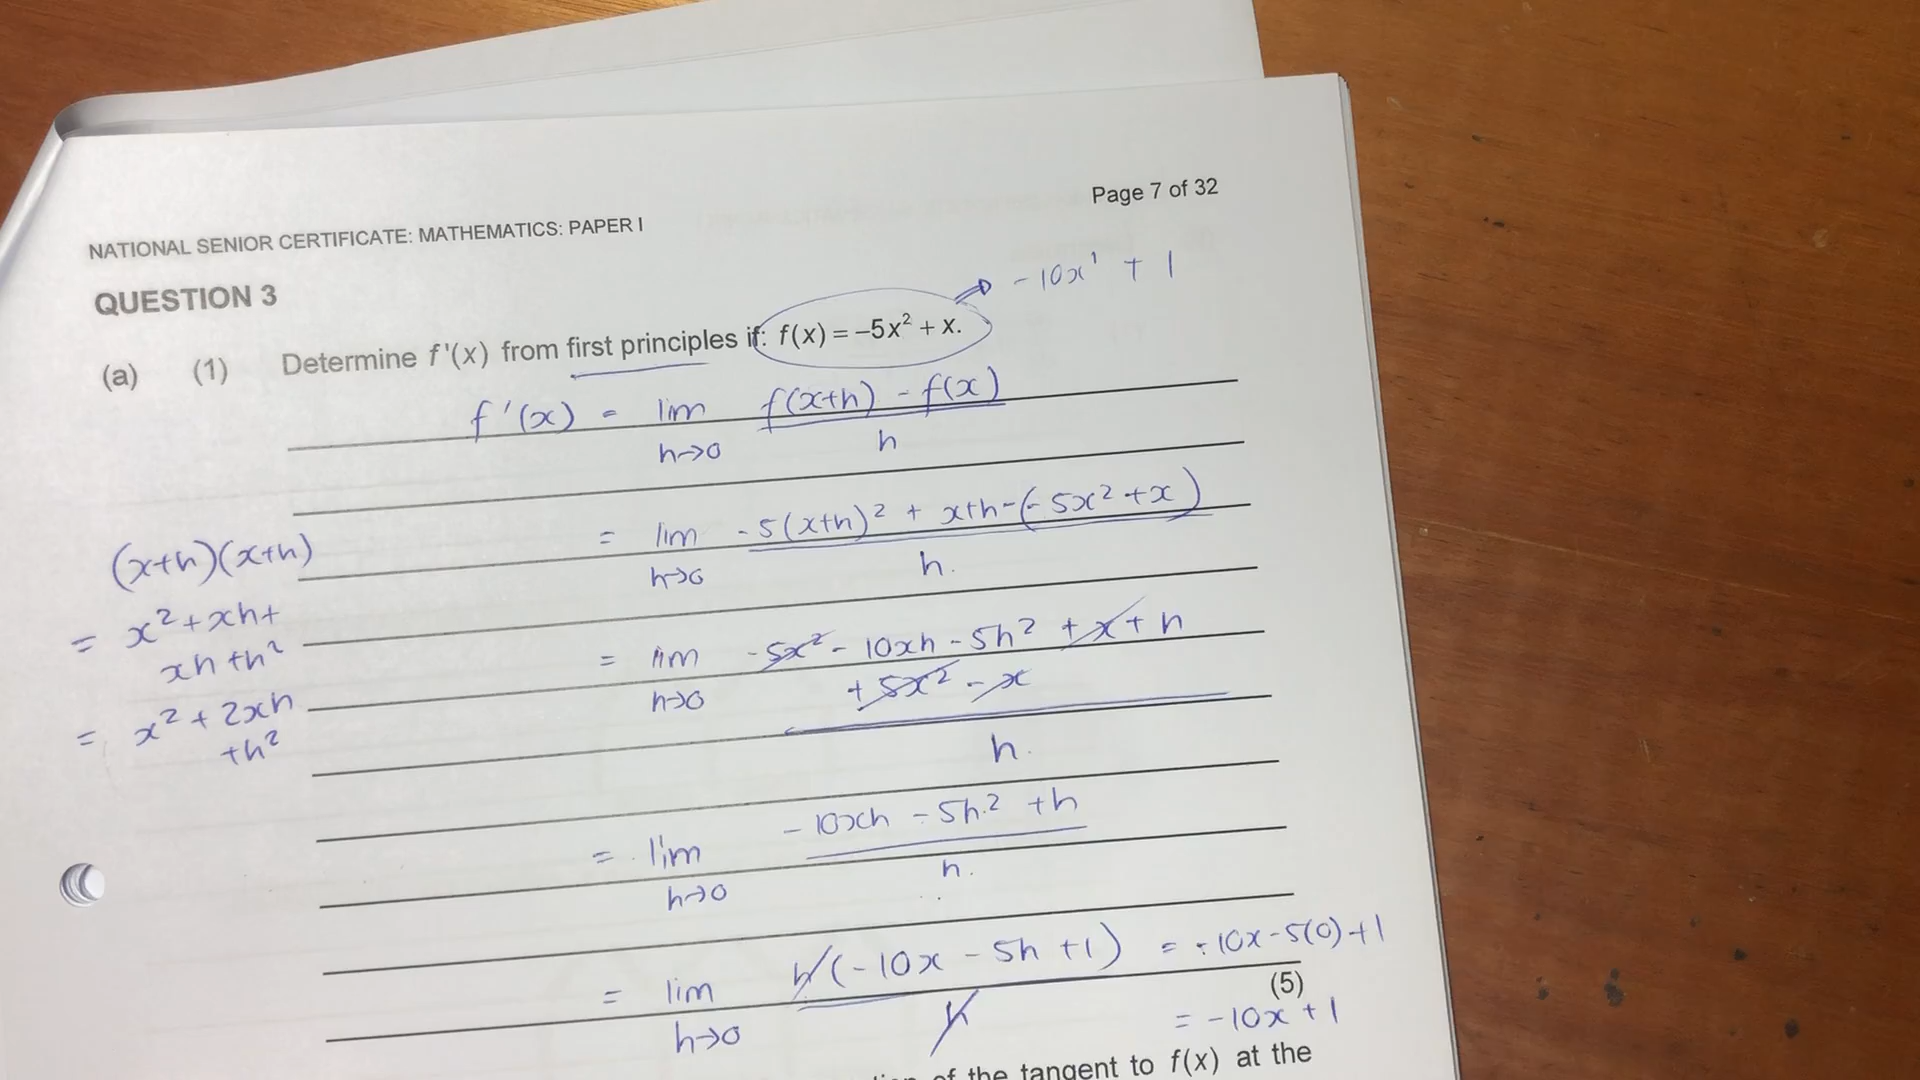 Page 7 of 32
NATIONAL SENIOR CERTIFICATE: MATHEMATICS: PAPER I
QUESTION 3
-10x¹ + 1
(a) (1) Determine f'(x) from first principles if: f(x) = –5x² + x.
f'(x) = lim f(x+h) - f(x)
h→0 h
= lim -5(x+h)² + x+h-(-5x²+x)
h→0 h.
(x+h)(x+h)
= x²+xh+
xh+h²
= x²+2xh
+h²
= lim -5x² - 10xh - 5h² + x + h
h→0 + 5x² - x
h.
= lim -10xh - 5h² + h
h→0 h.
= lim h(-10x - 5h + 1) = -10x-5(0)+1
h→0 h
(5)
= -10x+1
of the tangent to f(x) at the